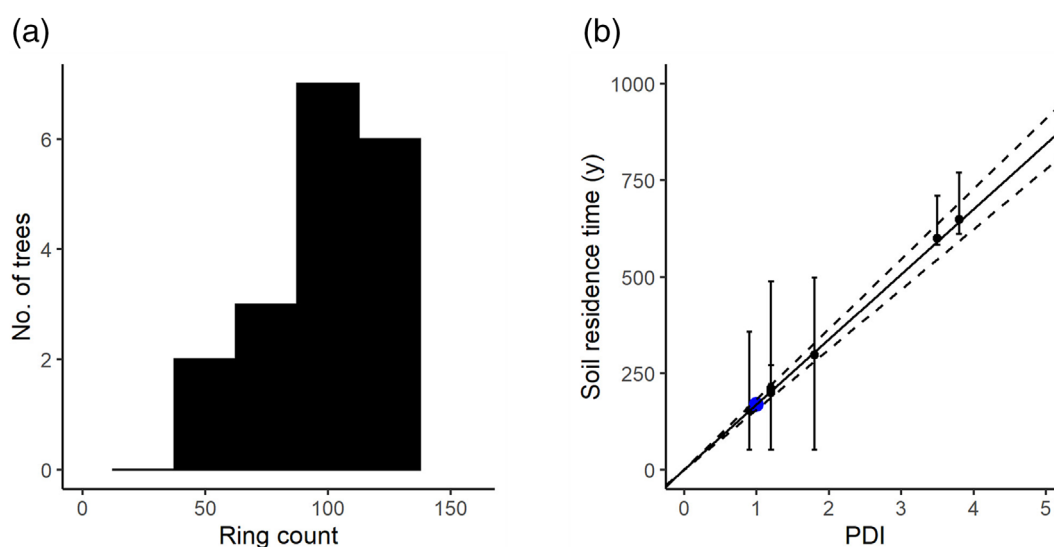 (a)
No. of trees
6
4
2
0
0 50 100 150
Ring count
(b)
Soil residence time (y)
1000
750
500
250
0
0 1 2 3 4 5
PDI